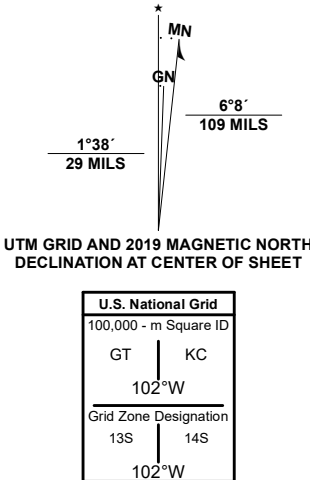 ★
MN
GN
6°8´
109 MILS
1°38´
29 MILS
UTM GRID AND 2019 MAGNETIC NORTH
DECLINATION AT CENTER OF SHEET
U.S. National Grid
100,000 - m Square ID
GT KC
102°W
Grid Zone Designation
13S 14S
102°W